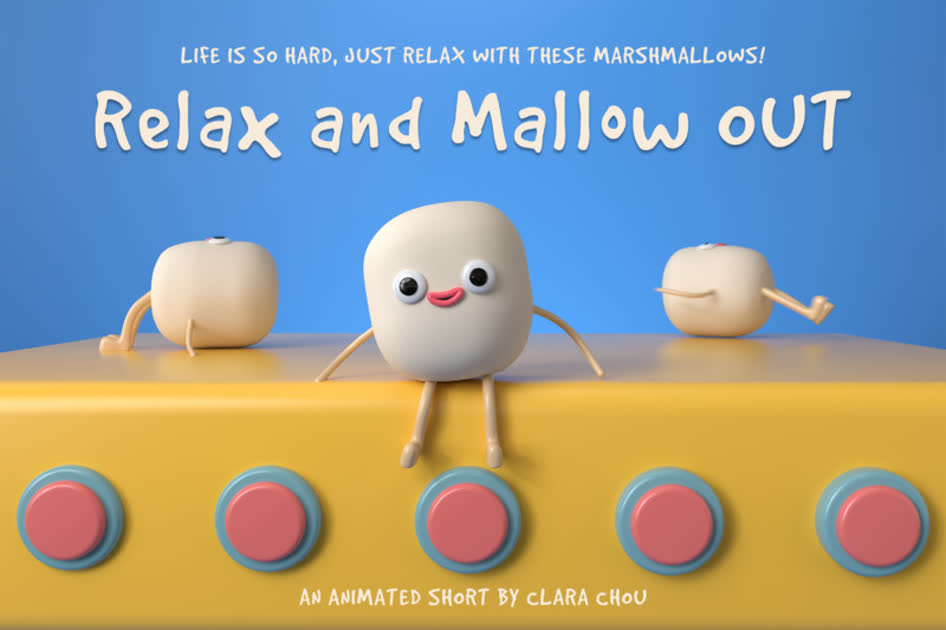 LIFE IS SO HARD, JUST RELAX WITH THESE MARSHMALLOWS!
Relax and Mallow OUT
AN ANIMATED SHORT BY CLARA CHOU